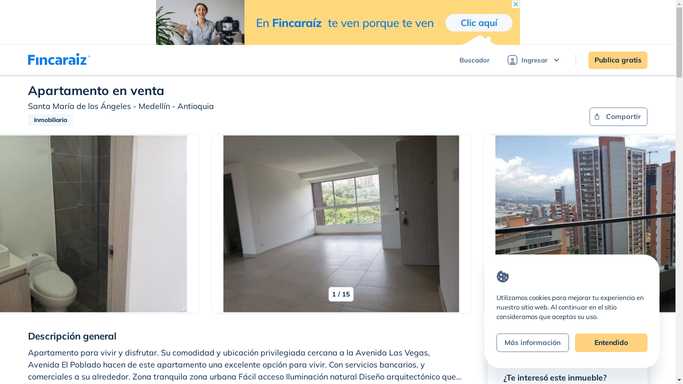 En Fincaraíz te ven porque te ven
Clic aquí
Fincaraiz
Buscador
Ingresar
Publica gratis
Apartamento en venta
Santa María de los Ángeles - Medellín - Antioquia
Inmobiliaria
Compartir
1 / 15
Utilizamos cookies para mejorar tu experiencia en
nuestro sitio web. Al continuar en el sitio
consideramos que aceptas su uso.
Más información
Entendido
Descripción general
Apartamento para vivir y disfrutar. Su comodidad y ubicación privilegiada cercana a la Avenida Las Vegas,
Avenida El Poblado hacen de este apartamento una excelente opción para vivir. Con servicios bancarios, y
comerciales a su alrededor. Zona tranquila zona urbana Fácil acceso Iluminación natural Diseño arquitectónico que...
¿Te interesó este inmueble?